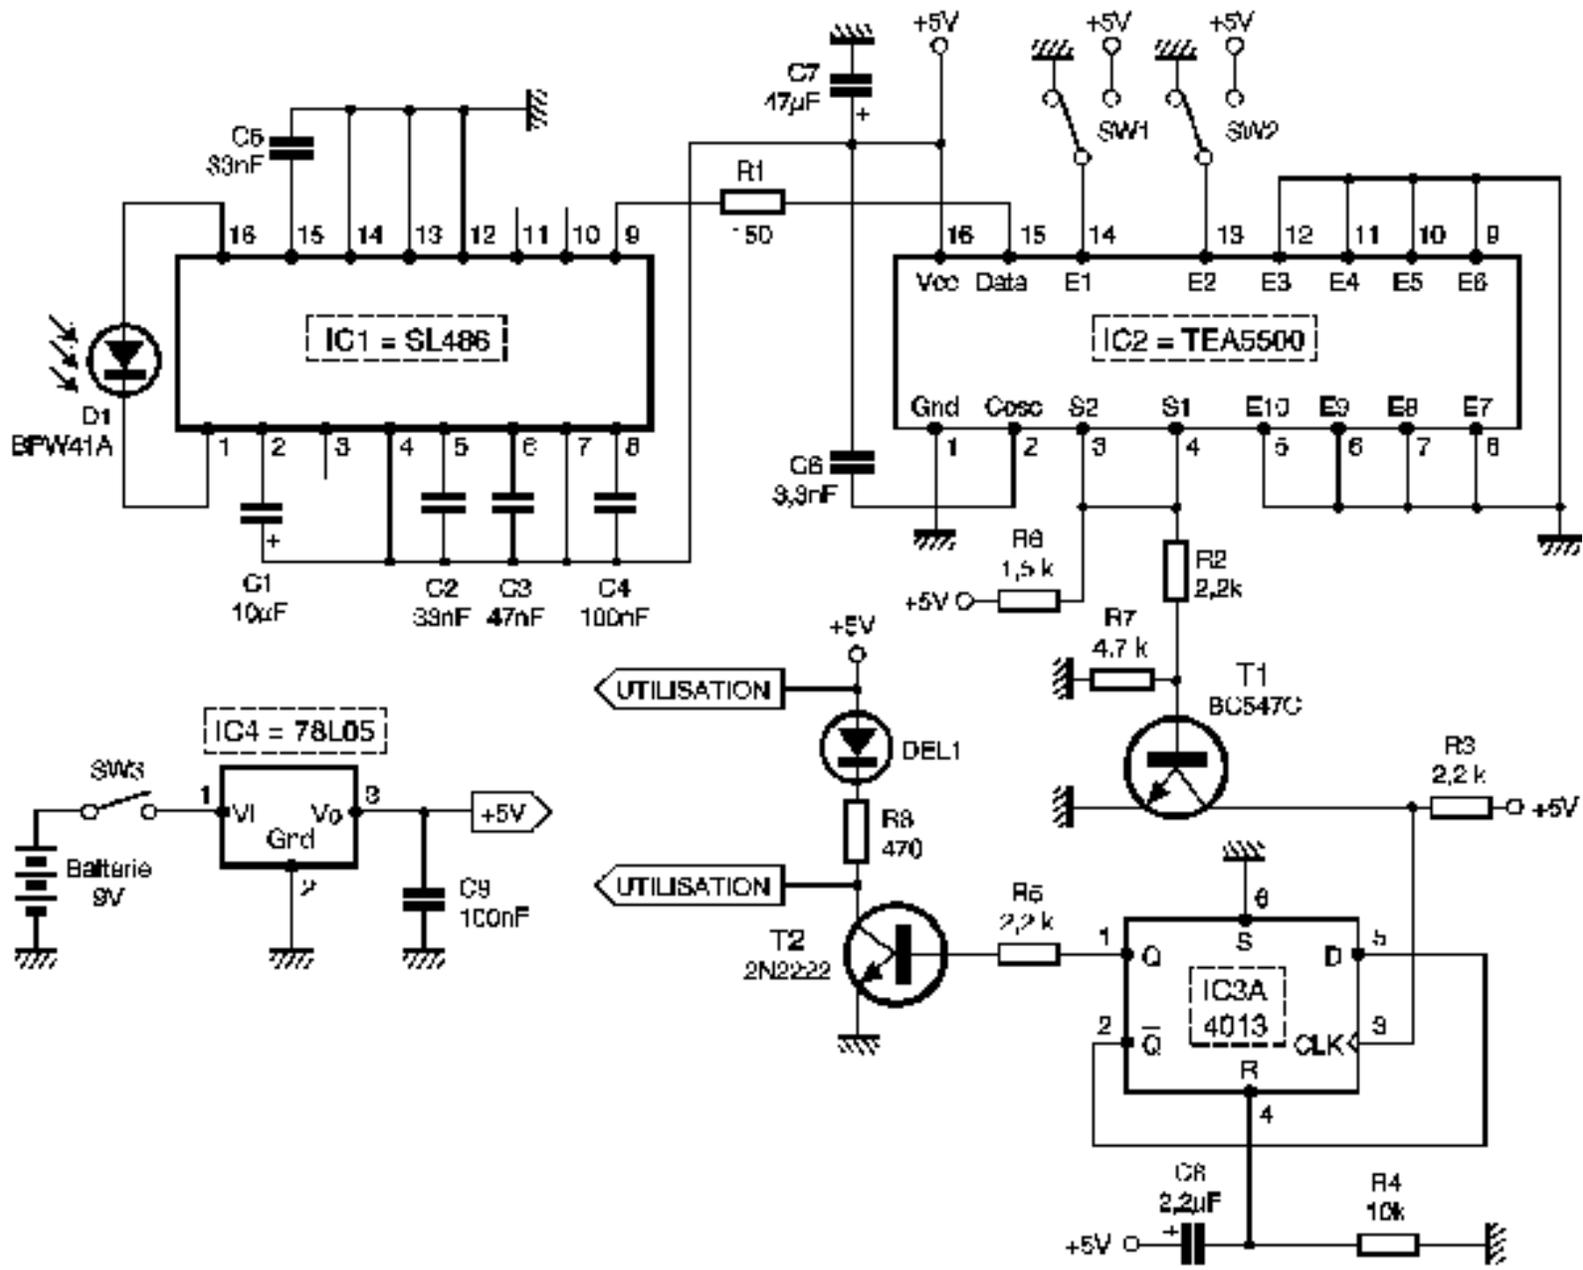 +5V
+5V
+5V
C7
47µF
+
SW1
SW2
C5
33nF
R1
150
16
15
14
13
12
11
10
9
16
15
14
13
12
11
10
9
Vcc
Data
E1
E2
E3
E4
E5
E6
IC1 = SL486
IC2 = TEA5500
D1
BPW41A
Gnd
Cosc
S2
S1
E10
E9
E8
E7
1
2
3
4
5
6
7
8
1
2
3
4
5
6
7
8
C6
3,3nF
+
C1
10µF
C2
33nF
C3
47nF
C4
100nF
R6
1,5 k
+5V
R2
2,2k
+5V
R7
4.7 k
T1
BC547C
UTILISATION
IC4 = 78L05
DEL1
SW3
R3
2,2 k
1
VI
Vo
3
+5V
+5V
Gnd
2
R8
470
Batterie
9V
C9
100nF
UTILISATION
T2
2N2222
R5
2,2 k
6
1
Q
S
D
5
IC3A
4013
2
Q̅
CLK
3
R
4
C8
2,2µF
R4
10k
+5V
+